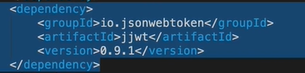 <dependency>
<groupId>io.jsonwebtoken</groupId>
<artifactId>jjwt</artifactId>
<version>0.9.1</version>
</dependency>